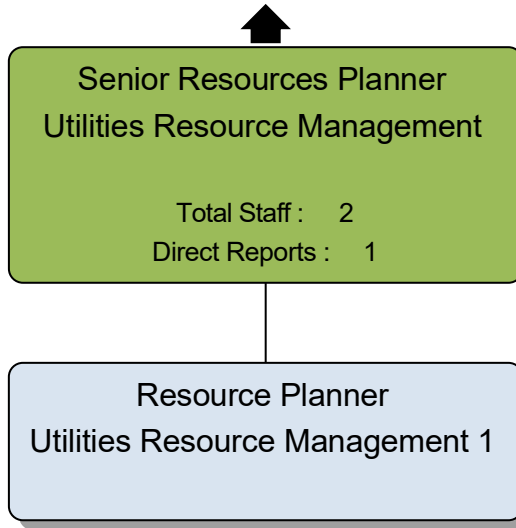 Senior Resources Planner
Utilities Resource Management
Total Staff : 2
Direct Reports : 1
Resource Planner
Utilities Resource Management 1